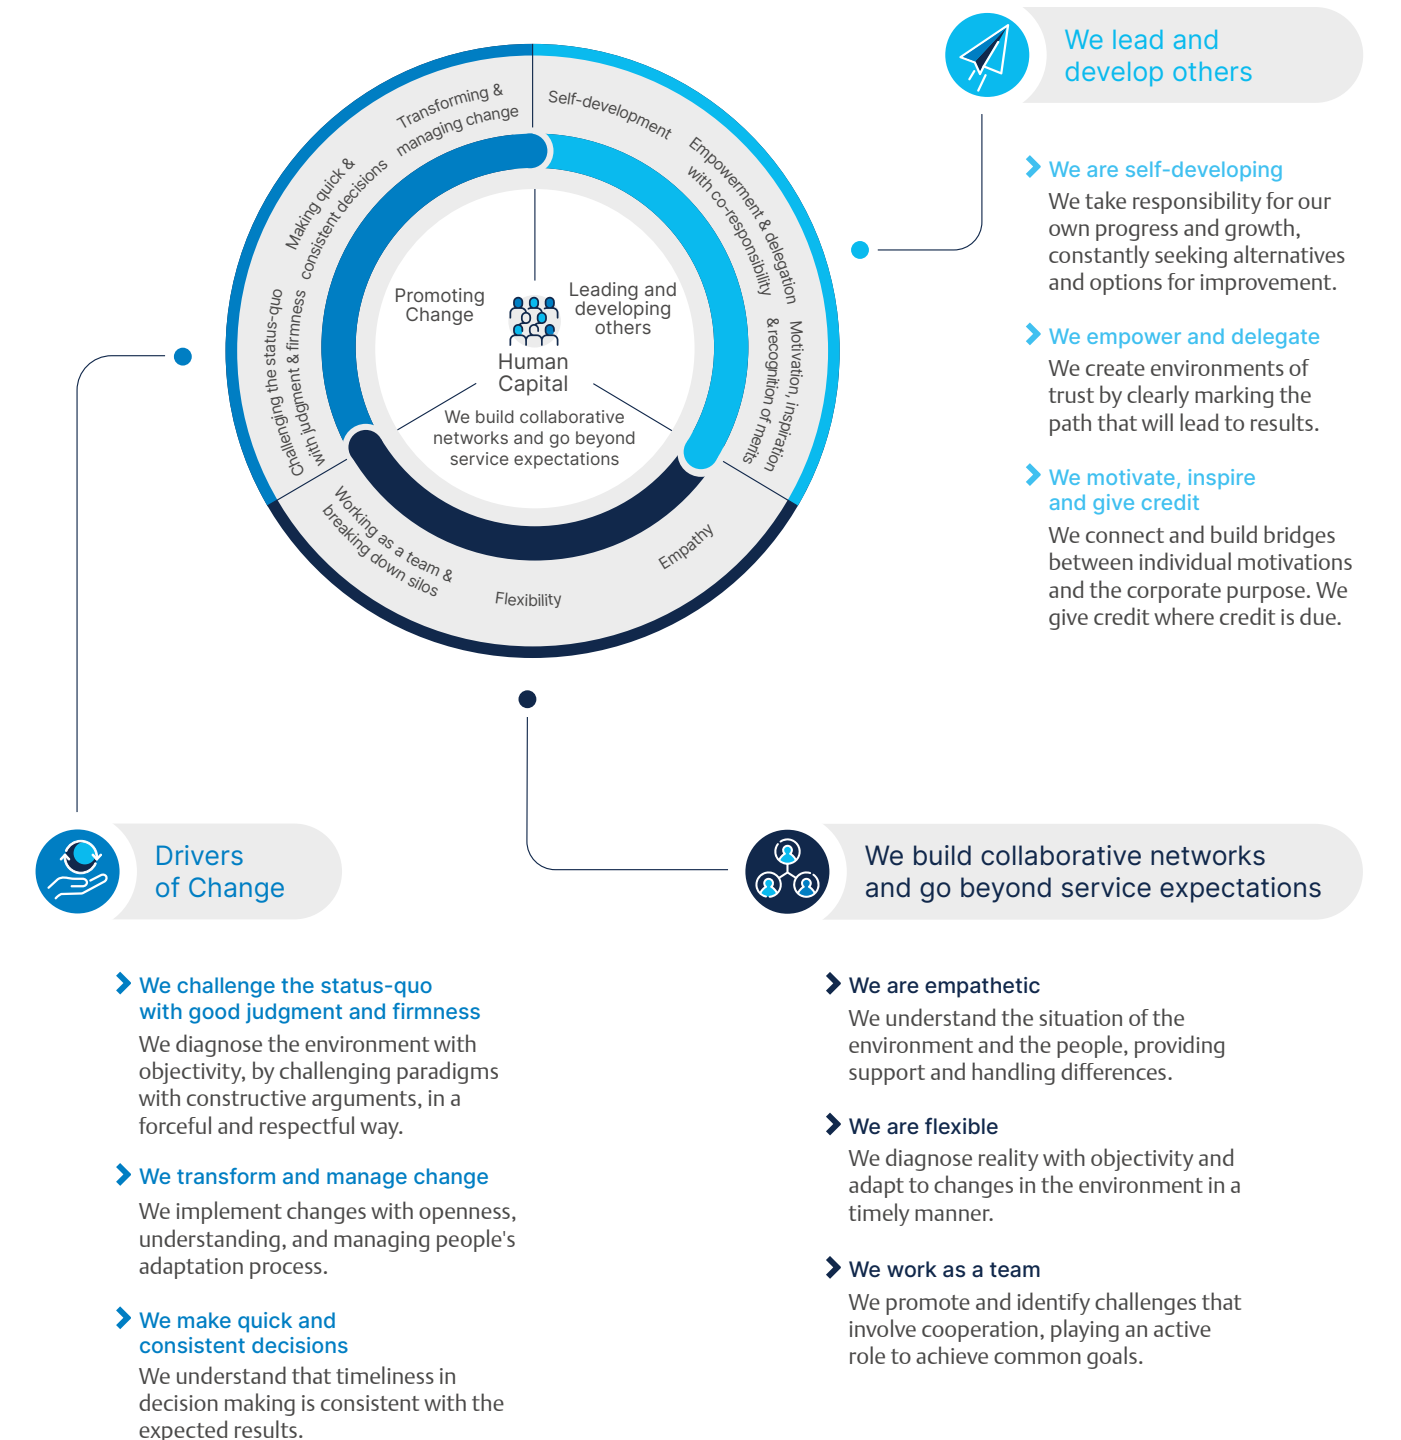 Transforming &
managing change
Self-development
Making quick &
consistent decisions
Empowerment & delegation
with co-responsibility
Challenging the status-quo
with judgment & firmness
Motivation, inspiration
& recognition of merits
Working as a team &
breaking down silos
Flexibility
Empathy
Promoting
Change
Leading and
developing
others
Human
Capital
We build collaborative
networks and go beyond
service expectations
We lead and
develop others
We are self-developing
We take responsibility for our
own progress and growth,
constantly seeking alternatives
and options for improvement.
We empower and delegate
We create environments of
trust by clearly marking the
path that will lead to results.
We motivate, inspire
and give credit
We connect and build bridges
between individual motivations
and the corporate purpose. We
give credit where credit is due.
Drivers
of Change
We challenge the status-quo
with good judgment and firmness
We diagnose the environment with
objectivity, by challenging paradigms
with constructive arguments, in a
forceful and respectful way.
We transform and manage change
We implement changes with openness,
understanding, and managing people's
adaptation process.
We make quick and
consistent decisions
We understand that timeliness in
decision making is consistent with the
expected results.
We build collaborative networks
and go beyond service expectations
We are empathetic
We understand the situation of the
environment and the people, providing
support and handling differences.
We are flexible
We diagnose reality with objectivity and
adapt to changes in the environment in a
timely manner.
We work as a team
We promote and identify challenges that
involve cooperation, playing an active
role to achieve common goals.